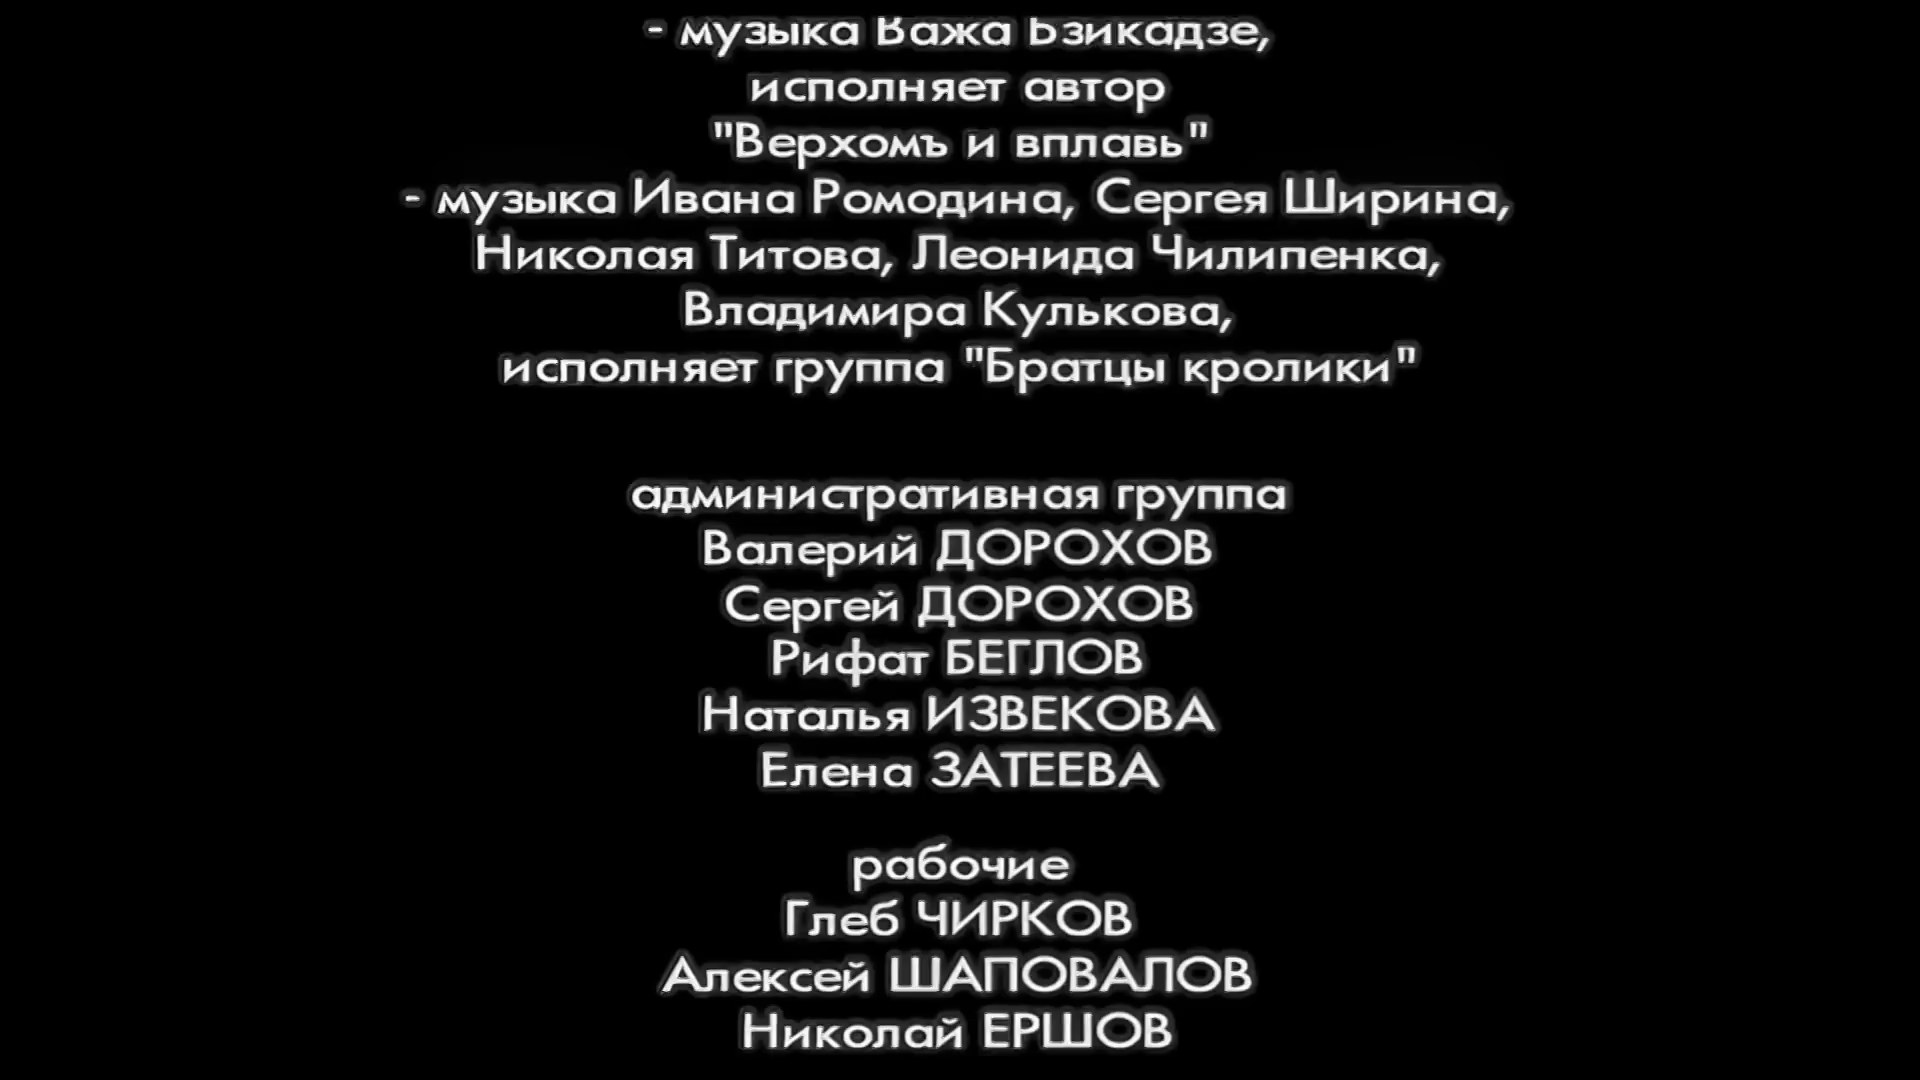 - музыка Важа Бзикадзе,
исполняет автор
"Верхомъ и вплавь"
- музыка Ивана Ромодина, Сергея Ширина,
Николая Титова, Леонида Чилипенка,
Владимира Кулькова,
исполняет группа "Братцы кролики"
административная группа
Валерий ДОРОХОВ
Сергей ДОРОХОВ
Рифат БЕГЛОВ
Наталья ИЗВЕКОВА
Елена ЗАТЕЕВА
рабочие
Глеб ЧИРКОВ
Алексей ШАПОВАЛОВ
Николай ЕРШОВ